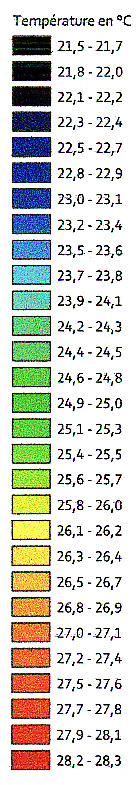 Température en °C
21,5 - 21,7
21,8 - 22,0
22,1 - 22,2
22,3 - 22,4
22,5 - 22,7
22,8 - 22,9
23,0 - 23,1
23,2 - 23,4
23,5 - 23,6
23,7 - 23,8
23,9 - 24,1
24,2 - 24,3
24,4 - 24,5
24,6 - 24,8
24,9 - 25,0
25,1 - 25,3
25,4 - 25,5
25,6 - 25,7
25,8 - 26,0
26,1 - 26,2
26,3 - 26,4
26,5 - 26,7
26,8 - 26,9
27,0 - 27,1
27,2 - 27,4
27,5 - 27,6
27,7 - 27,8
27,9 - 28,1
28,2 - 28,3